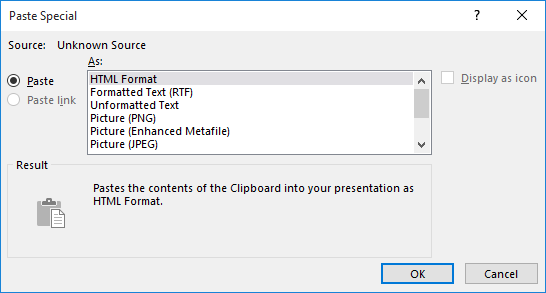 Paste Special
?
Source: Unknown Source
As:
Paste
Paste link
HTML Format
Formatted Text (RTF)
Unformatted Text
Picture (PNG)
Picture (Enhanced Metafile)
Picture (JPEG)
Display as icon
Result
Pastes the contents of the Clipboard into your presentation as
HTML Format.
OK
Cancel